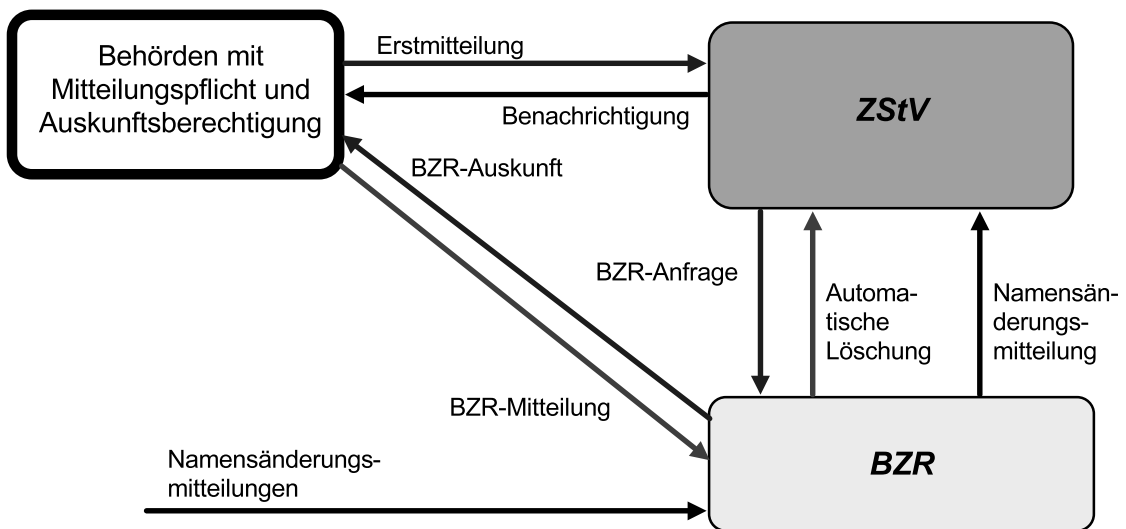 Behörden mit
Mitteilungspflicht und
Auskunftsberechtigung
Erstmitteilung
Benachrichtigung
ZStV
BZR-Auskunft
BZR-Anfrage
Automa-
tische
Löschung
Namensän-
derungs-
mitteilung
BZR-Mitteilung
Namensänderungs-
mitteilungen
BZR